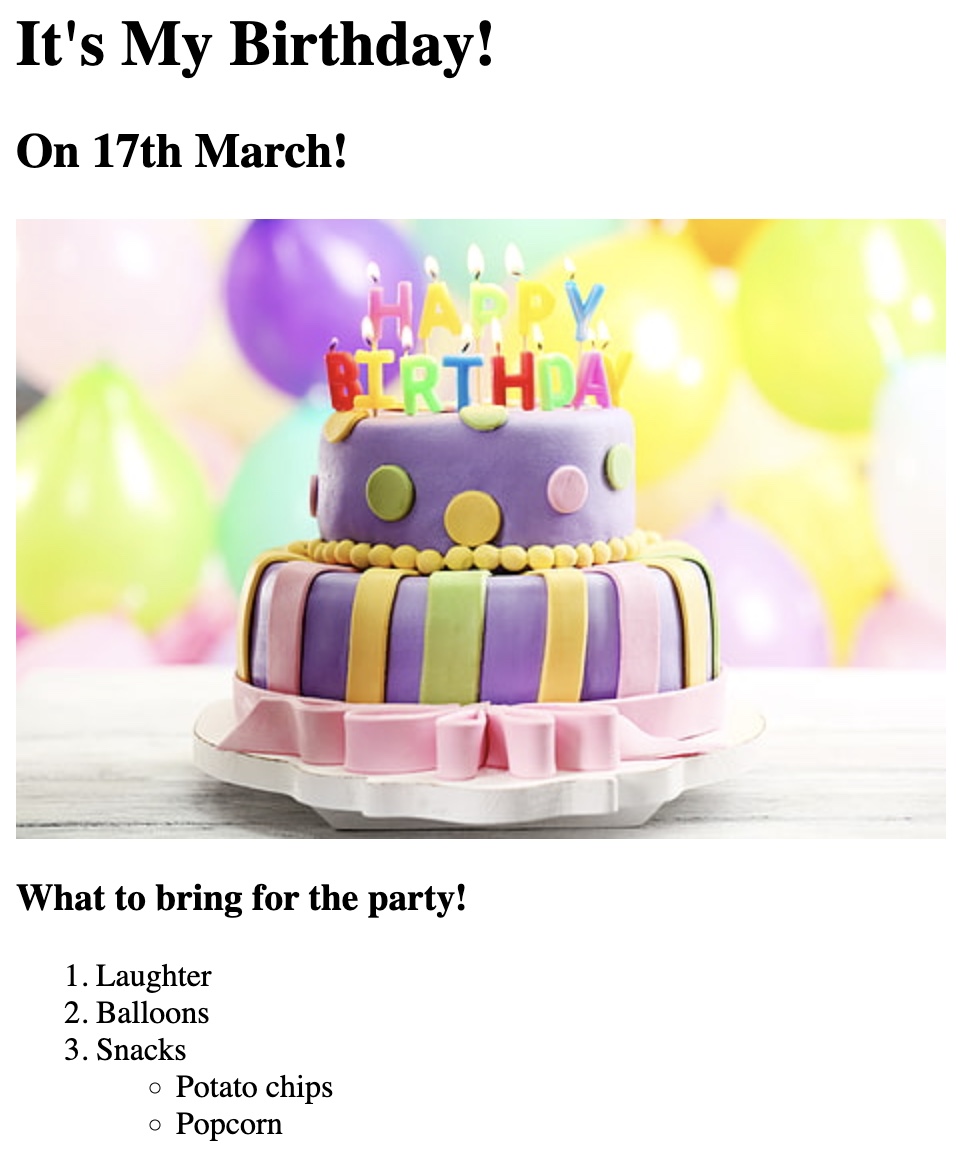 It's My Birthday!
On 17th March!
HAPPY
BIRTHDAY
What to bring for the party!
1. Laughter
2. Balloons
3. Snacks
Potato chips
Popcorn